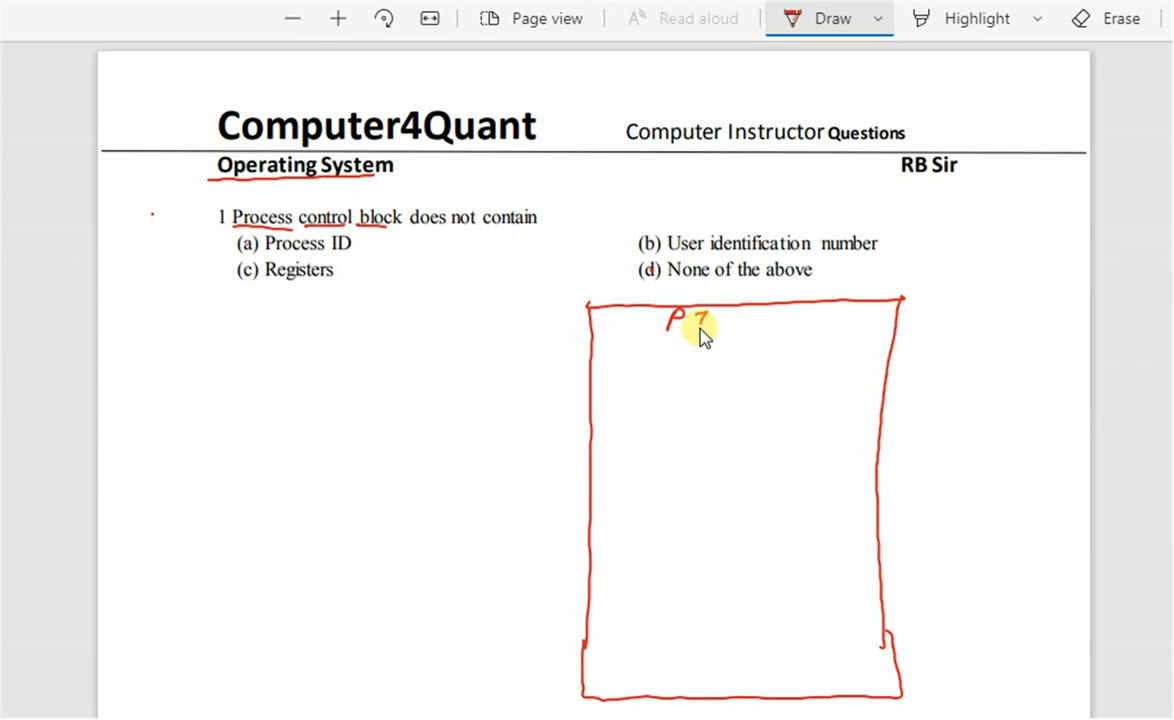 Page view Read aloud Draw Highlight Erase
Computer4Quant Computer Instructor Questions
Operating System RB Sir
1 Process control block does not contain
(a) Process ID (b) User identification number
(c) Registers (d) None of the above
P